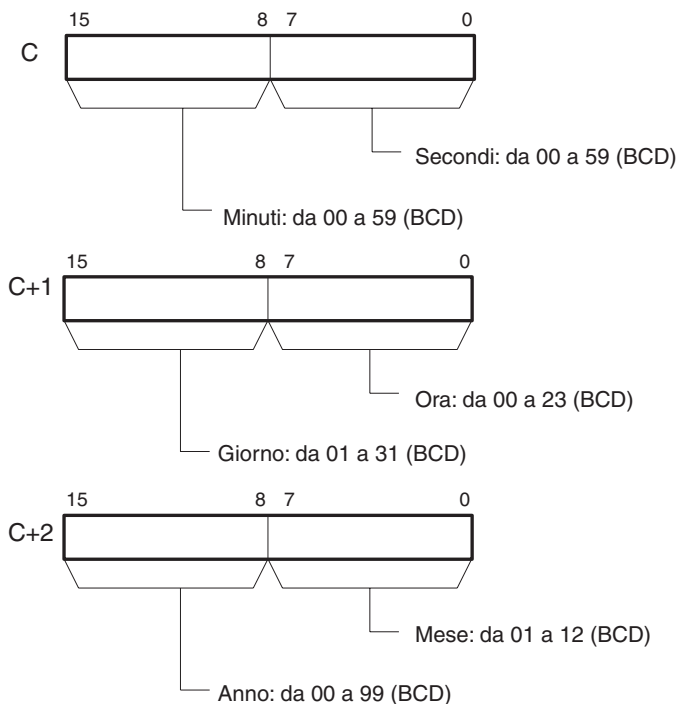 15 8 7 0
C
Secondi: da 00 a 59 (BCD)
Minuti: da 00 a 59 (BCD)
15 8 7 0
C+1
Ora: da 00 a 23 (BCD)
Giorno: da 01 a 31 (BCD)
15 8 7 0
C+2
Mese: da 01 a 12 (BCD)
Anno: da 00 a 99 (BCD)